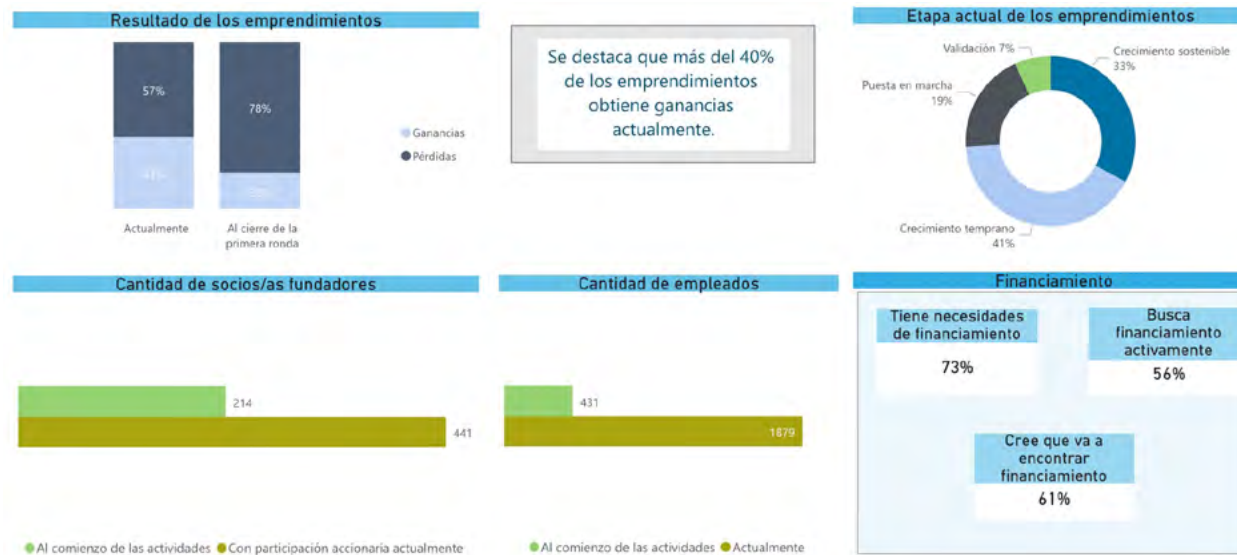 Resultado de los emprendimientos
57%
78%
Ganancias
Pérdidas
Actualmente
Al cierre de la
primera ronda
Se destaca que más del 40%
de los emprendimientos
obtiene ganancias
actualmente.
Etapa actual de los emprendimientos
Validación 7%
Crecimiento sostenible
33%
Puesta en marcha
19%
Crecimiento temprano
41%
Cantidad de socios/as fundadores
214
441
Al comienzo de las actividades
Con participación accionaria actualmente
Cantidad de empleados
431
1879
Al comienzo de las actividades
Actualmente
Financiamiento
Tiene necesidades
de financiamiento
73%
Busca
financiamiento
activamente
56%
Cree que va a
encontrar
financiamiento
61%